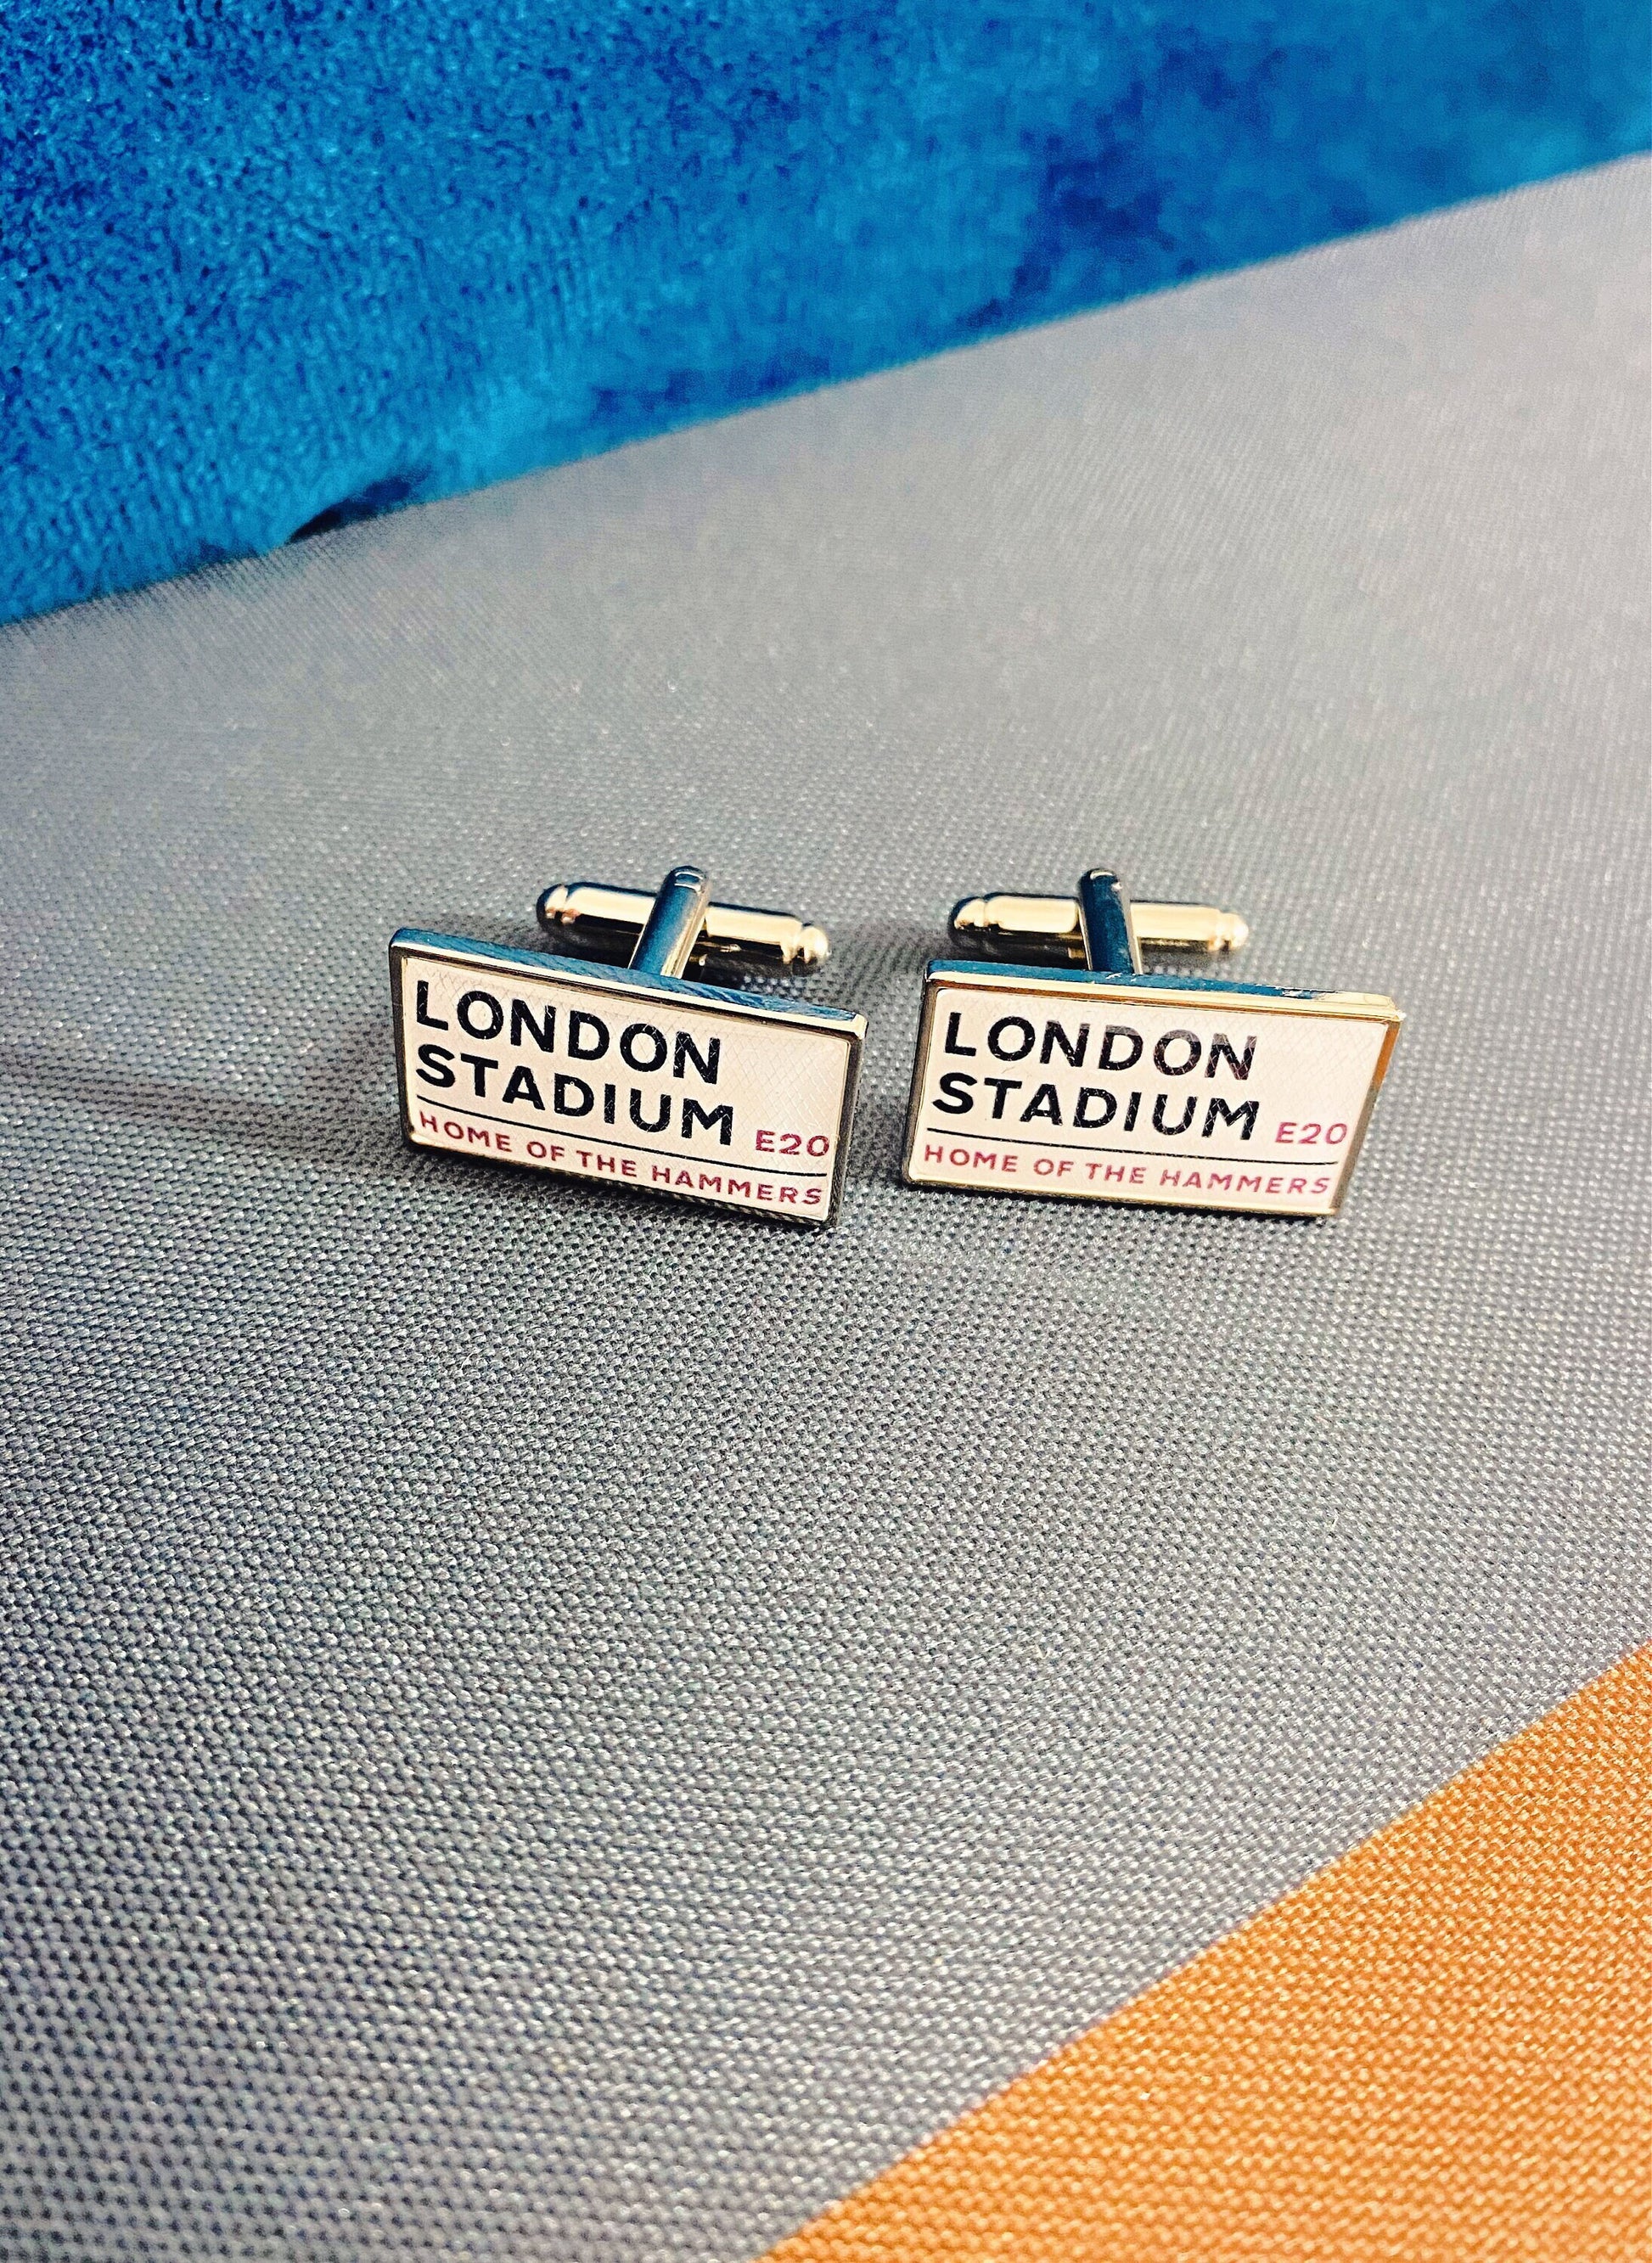 LONDON
STADIUM E20
HOME OF THE HAMMERS
LONDON
STADIUM E20
HOME OF THE HAMMERS